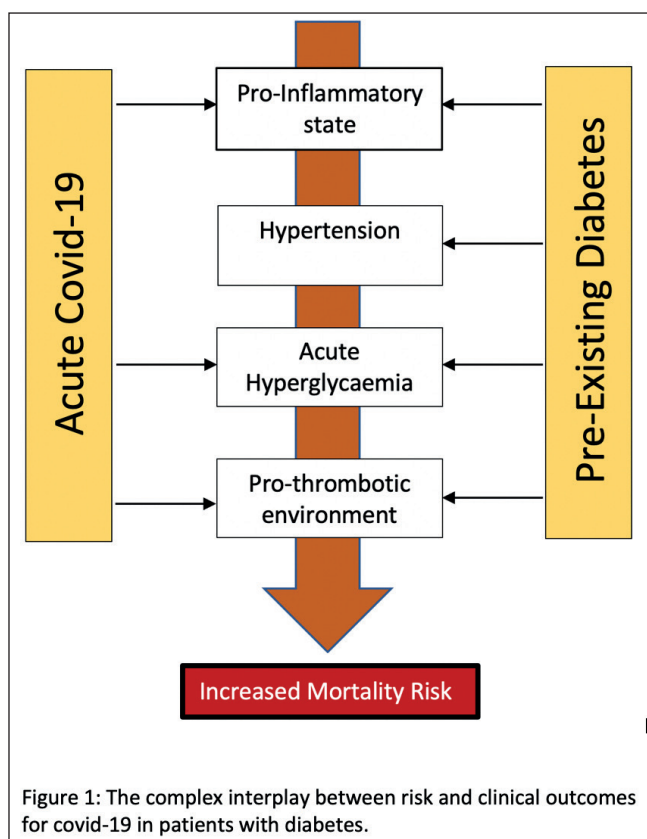 Acute Covid-19
Pro-Inflammatory
state
Hypertension
Acute
Hyperglycaemia
Pro-thrombotic
environment
Pre-Existing Diabetes
Increased Mortality Risk
Figure 1: The complex interplay between risk and clinical outcomes
for covid-19 in patients with diabetes.